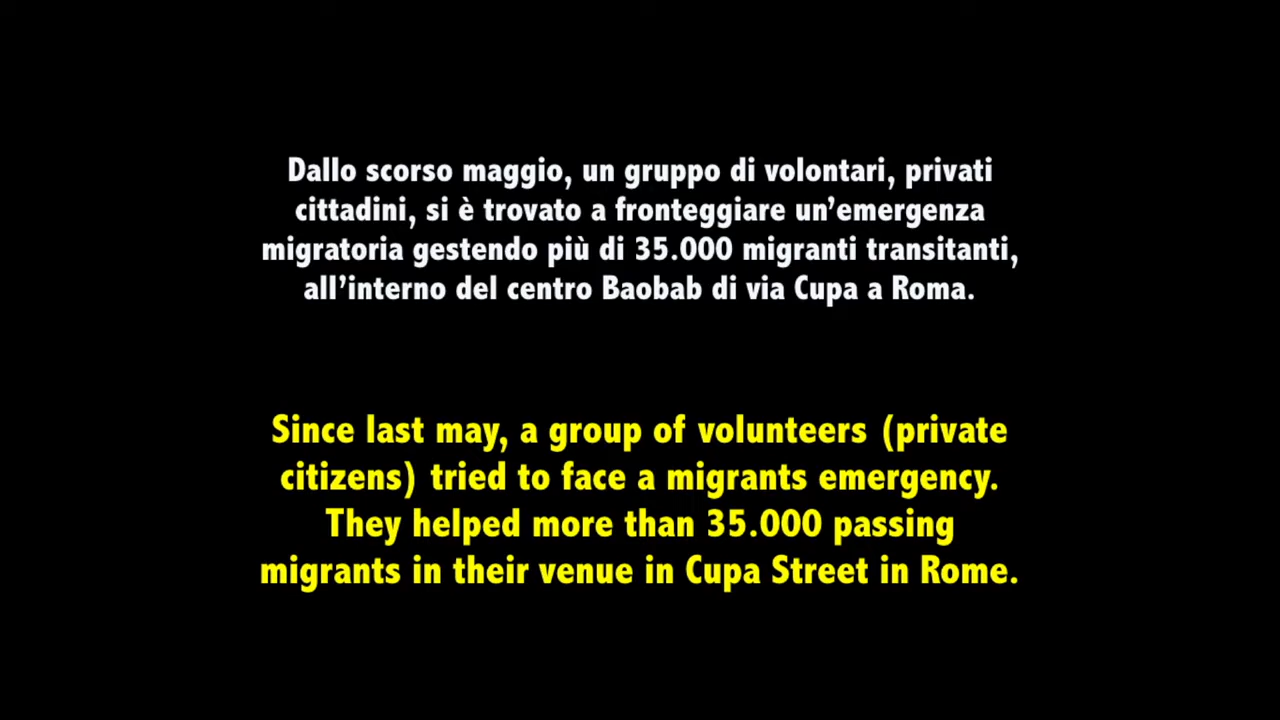 Dallo scorso maggio, un gruppo di volontari, privati
cittadini, si è trovato a fronteggiare un’emergenza
migratoria gestendo più di 35.000 migranti transitanti,
all’interno del centro Baobab di via Cupa a Roma.
Since last may, a group of volunteers (private
citizens) tried to face a migrants emergency.
They helped more than 35.000 passing
migrants in their venue in Cupa Street in Rome.